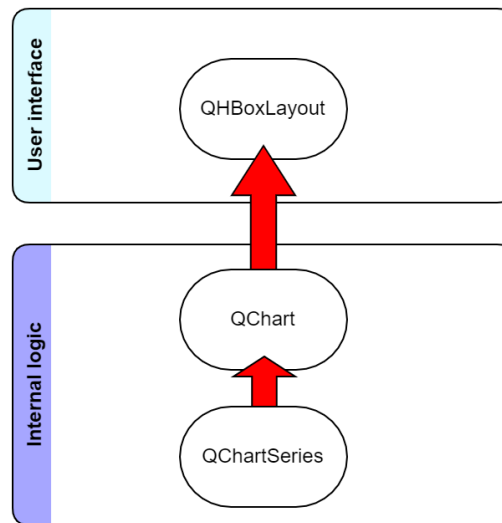 User interface
QHBoxLayout
Internal logic
QChart
QChartSeries